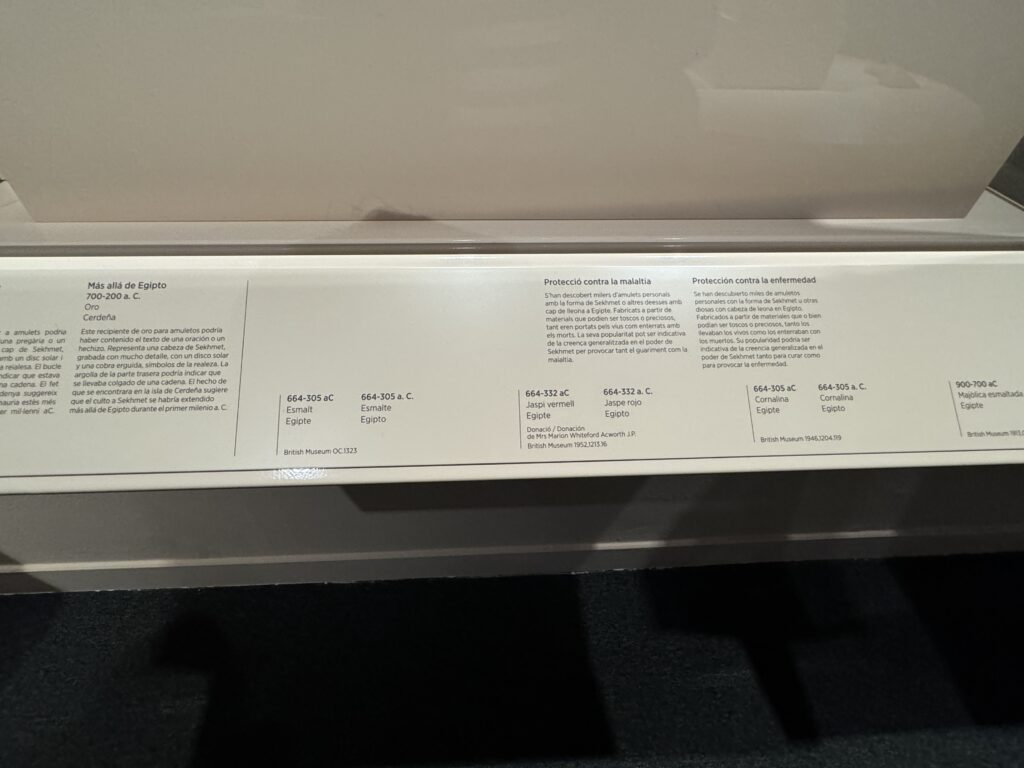 a amulets podria
una pregària o un
cap de Sekhmet,
amb un disc solar i
a reialesa. El bucle
indicar que estava
na cadena. El fet
denya suggereix
hauria estès més
er mil·lenni aC.
Más allá de Egipto
700-200 a. C.
Oro
Cerdeña
Este recipiente de oro para amuletos podría
haber contenido el texto de una oración o un
hechizo. Representa una cabeza de Sekhmet,
grabada con mucho detalle, con un disco solar
y una cobra erguida, símbolos de la realeza. La
argolla de la parte trasera podría indicar que
se llevaba colgado de una cadena. El hecho de
que se encontrara en la isla de Cerdeña sugiere
que el culto a Sekhmet se habría extendido
más allá de Egipto durante el primer milenio a. C.
664-305 aC
Esmalt
Egipte
664-305 a. C.
Esmalte
Egipto
British Museum OC.1323
Protecció contra la malaltia
S'han descobert milers d'amulets personals
amb la forma de Sekhmet o altres deesses amb
cap de lleona a Egipte. Fabricats a partir de
materials que podien ser toscos o preciosos,
tant eren portats pels vius com enterrats amb
els morts. La seva popularitat pot ser indicativa
de la creença generalitzada en el poder de
Sekhmet per provocar tant el guariment com la
malaltia.
Protección contra la enfermedad
Se han descubierto miles de amuletos
personales con la forma de Sekhmet u otras
diosas con cabeza de leona en Egipto.
Fabricados a partir de materiales que o bien
podían ser toscos o preciosos, tanto los
llevaban los vivos como los enterraban con
los muertos. Su popularidad podría ser
indicativa de la creencia generalizada en el
poder de Sekhmet tanto para curar como
para provocar la enfermedad.
664-332 aC
Jaspi vermell
Egipte
664-332 a. C.
Jaspe rojo
Egipto
Donació / Donación
de Mrs Marion Whiteford Acworth J.P.
British Museum 1952,1213.16
664-305 aC
Cornalina
Egipte
664-305 a. C.
Cornalina
Egipto
British Museum 1946,1204.119
900-700 aC
Majòlica esmaltada
Egipte
British Museum